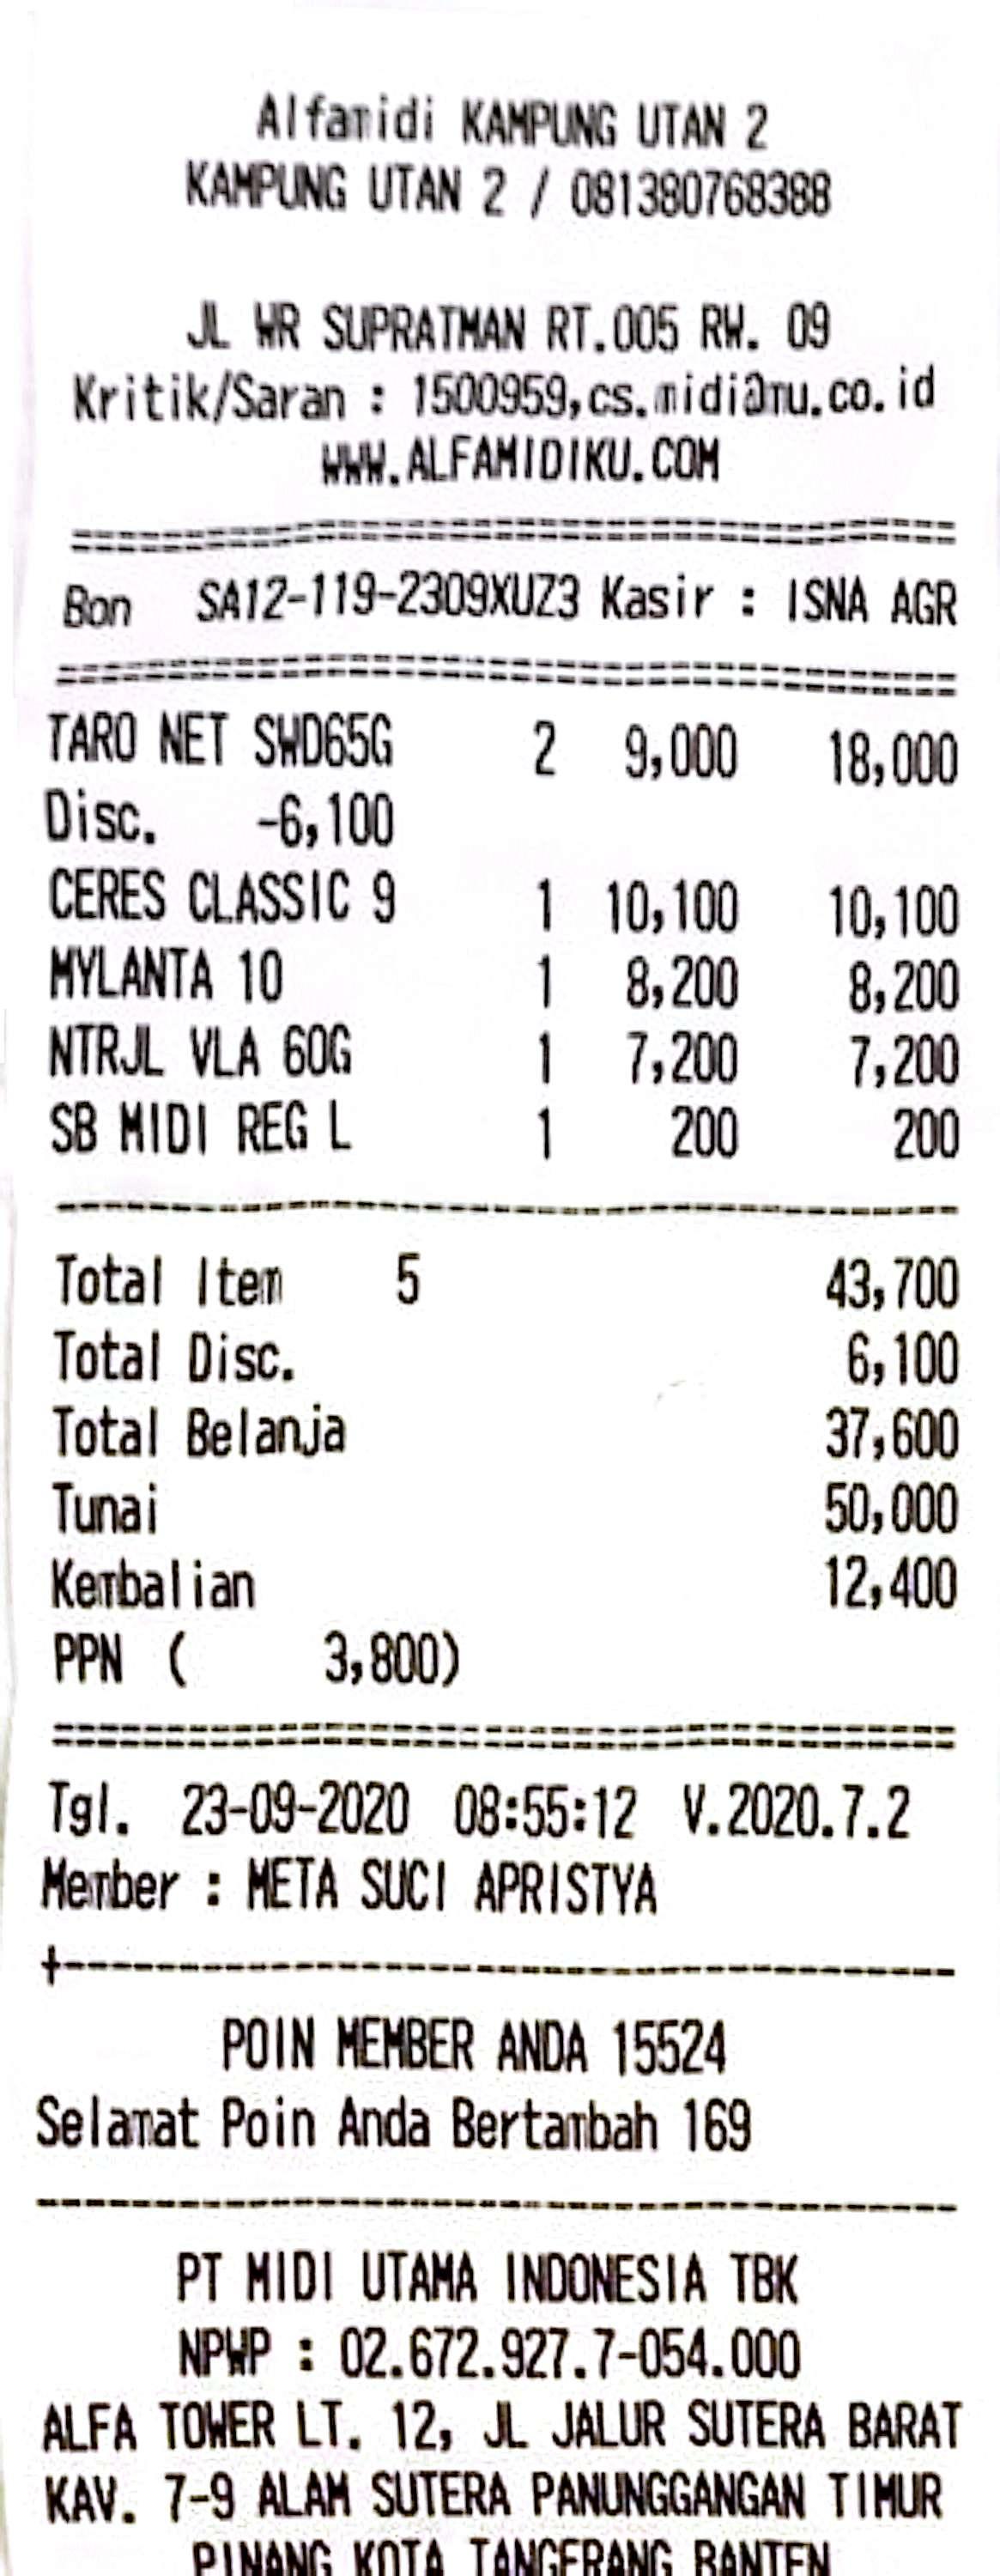 Alfamidi KAMPUNG UTAN 2
KAMPUNG UTAN 2 / 081380768388
JL WR SUPRATMAN RT.005 RW. 09
Kritik/Saran : 1500959,cs.midi@mu.co.id
WWW.ALFAMIDIKU.COM
Bon SA12-119-2309XUZ3 Kasir : ISNA AGR
TARO NET SWD65G 2 9,000 18,000
Disc. -6,100
CERES CLASSIC 9 1 10,100 10,100
MYLANTA 10 1 8,200 8,200
NTRJL VLA 60G 1 7,200 7,200
SB MIDI REG L 1 200 200
Total Item 5 43,700
Total Disc. 6,100
Total Belanja 37,600
Tunai 50,000
Kembalian 12,400
PPN ( 3,800)
Tgl. 23-09-2020 08:55:12 V.2020.7.2
Member : META SUCI APRISTYA
POIN MEMBER ANDA 15524
Selamat Poin Anda Bertambah 169
PT MIDI UTAMA INDONESIA TBK
NPWP : 02.672.927.7-054.000
ALFA TOWER LT. 12, JL JALUR SUTERA BARAT
KAV. 7-9 ALAM SUTERA PANUNGGANGAN TIMUR
PINANG KOTA TANGERANG BANTEN